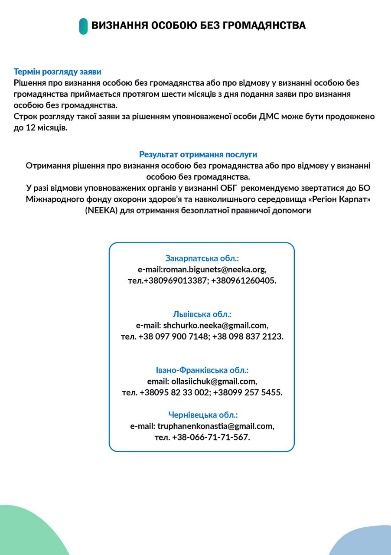 ВИЗНАННЯ ОСОБОЮ БЕЗ ГРОМАДЯНСТВА
Термін розгляду заяви
Рішення про визнання особою без громадянства або про відмову у визнанні особою без
громадянства приймається протягом шести місяців з дня подання заяви про визнання
особою без громадянства.
Строк розгляду такої заяви за рішенням уповноваженої особи ДМС може бути продовжено
до 12 місяців.
Результат отримання послуги
Отримання рішення про визнання особою без громадянства або про відмову у визнанні
особою без громадянства.
У разі відмови уповноважених органів у визнанні ОБГ рекомендуємо звертатися до БО
Міжнародного фонду охорони здоров'я та навколишнього середовища «Регіон Карпат»
(NEEKA) для отримання безоплатної правничої допомоги
Закарпатська обл.:
e-mail:roman.bigunets@neeka.org,
тел.+380969013387; +380961260405.
Львівська обл.:
e-mail: shchurko.neeka@gmail.com,
тел. +38 097 900 7148; +38 098 837 2123.
Івано-Франківська обл.:
email: ollasiichuk@gmail.com,
тел. +38095 82 33 002; +38099 257 5455.
Чернівецька обл.:
e-mail: truphanenkonastia@gmail.com,
тел. +38-066-71-71-567.